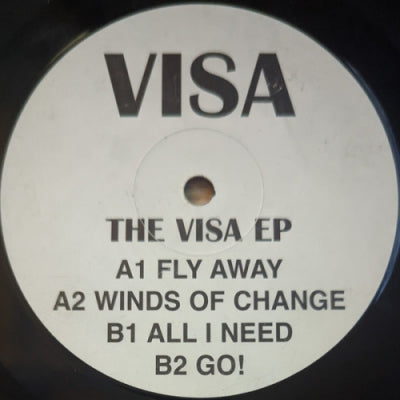 VISA
THE VISA EP
A1 FLY AWAY
A2 WINDS OF CHANGE
B1 ALL I NEED
B2 GO!